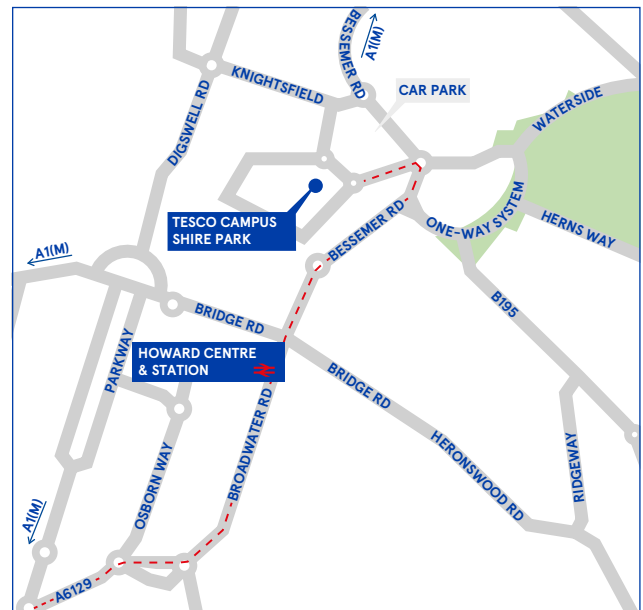 BESSEMER RD
A1(M)
KNIGHTSFIELD
CAR PARK
WATERSIDE
DIGSWELL RD
TESCO CAMPUS
SHIRE PARK
BESSEMER RD
ONE-WAY SYSTEM
HERNS WAY
A1(M)
B195
BRIDGE RD
PARKWAY
HOWARD CENTRE
& STATION
BRIDGE RD
BROADWATER RD
HERONSWOOD RD
RIDGEWAY
OSBORN WAY
A1(M)
A6129